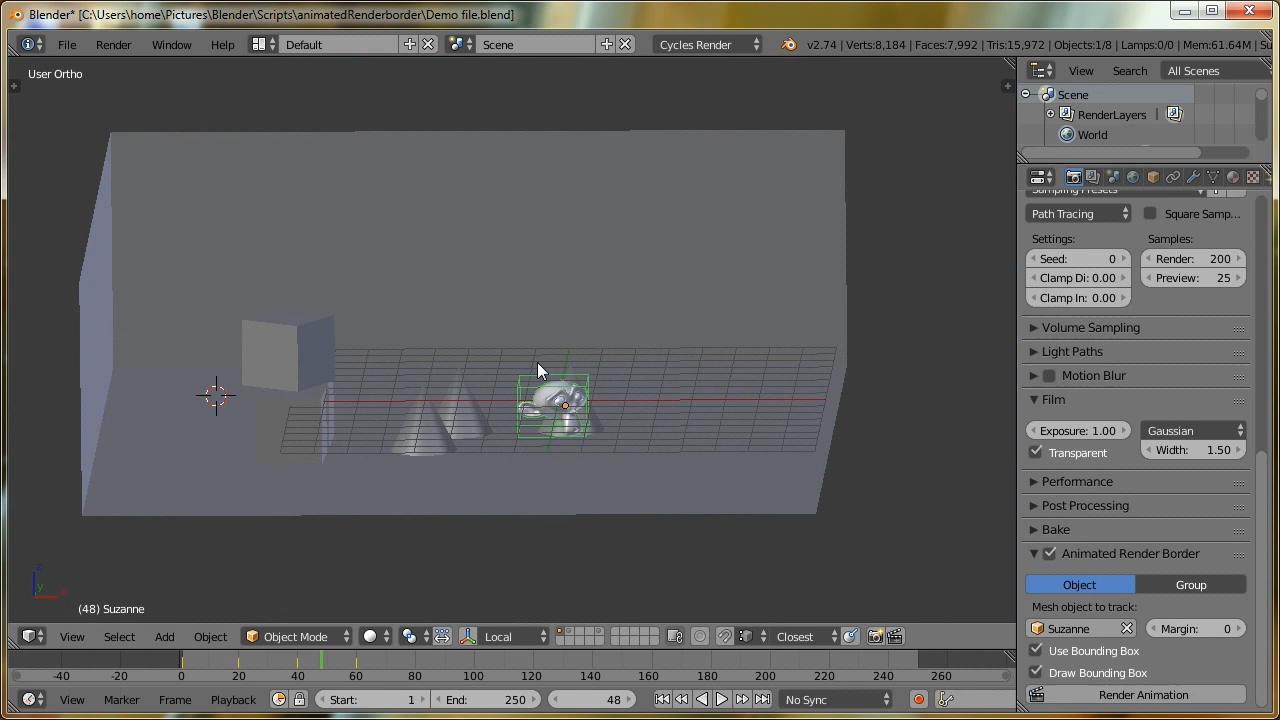 Blender* [C:\Users\home\Pictures\Blender\Scripts\animatedRenderborder\Demo file.blend]
File Render Window Help Default Scene Cycles Render v2.74 | Verts:8,184 | Faces:7,992 | Tris:15,972 | Objects:1/8 | Lamps:0/0 | Mem:61.64M | Su
User Ortho
View Search All Scenes
Scene
RenderLayers
World
Sampling Presets
Path Tracing Square Samp...
Settings: Samples:
Seed: 0 Render: 200
Clamp Di: 0.00 Preview: 25
Clamp In: 0.00
Volume Sampling
Light Paths
Motion Blur
Film
Exposure: 1.00 Gaussian
Transparent Width: 1.50
Performance
Post Processing
Bake
Animated Render Border
Object Group
Mesh object to track:
Suzanne Margin: 0
Use Bounding Box
Draw Bounding Box
Render Animation
z
y
x
(48) Suzanne
View Select Add Object Object Mode Local Closest
-40 -20 0 20 40 60 80 100 120 140 160 180 200 220 240 260
View Marker Frame Playback Start: 1 End: 250 48 No Sync